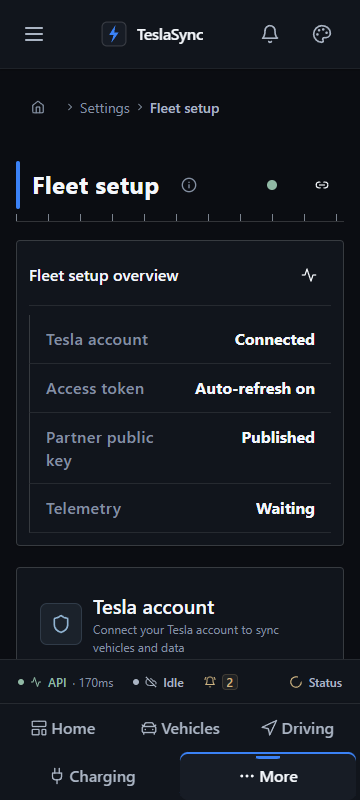 TeslaSync
Settings
Fleet setup
Fleet setup
Fleet setup overview
Tesla account
Connected
Access token
Auto-refresh on
Partner public
key
Published
Telemetry
Waiting
Tesla account
Connect your Tesla account to sync
vehicles and data
API · 170ms
Idle
2
Status
Home
Vehicles
Driving
Charging
More